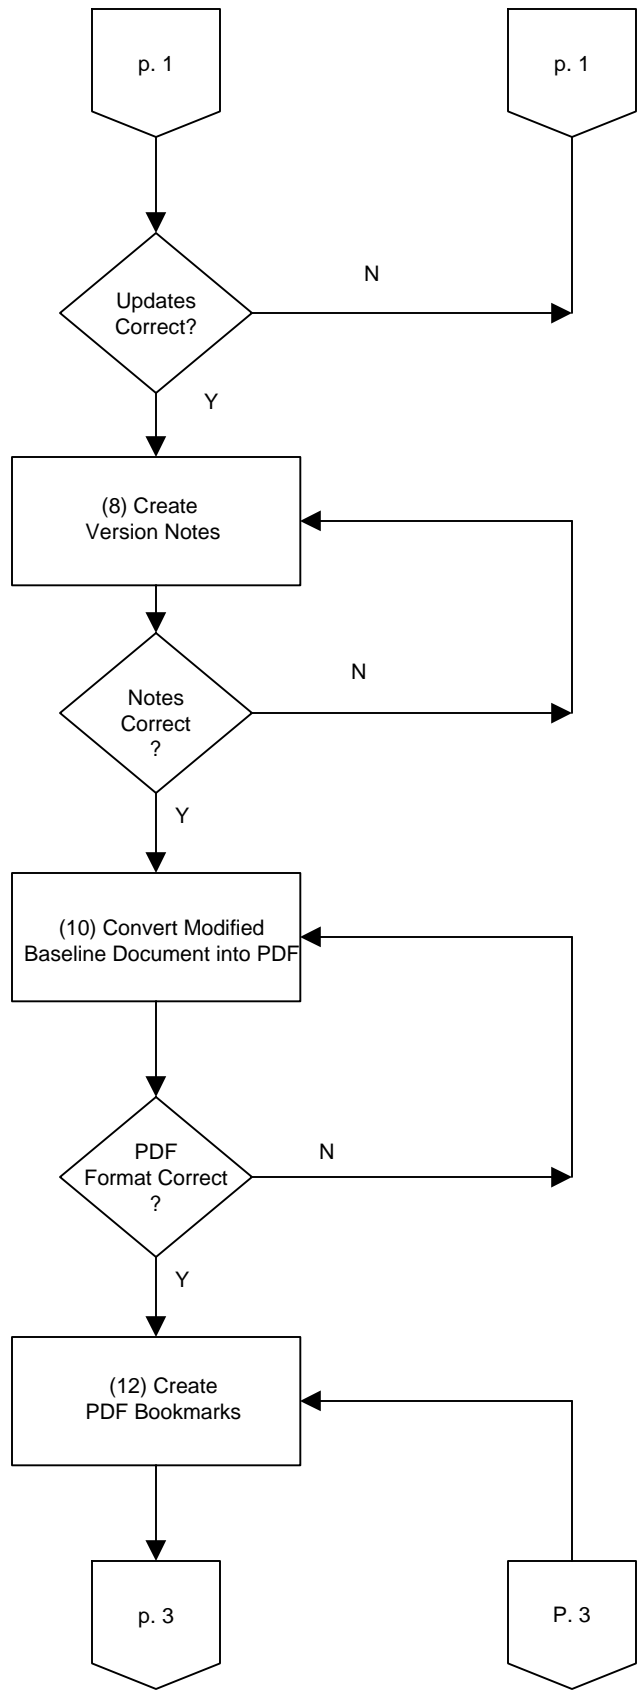 p. 1
p. 1
Updates
Correct?
N
Y
(8) Create
Version Notes
Notes
Correct
?
N
Y
(10) Convert Modified
Baseline Document into PDF
PDF
Format Correct
?
N
Y
(12) Create
PDF Bookmarks
p. 3
P. 3